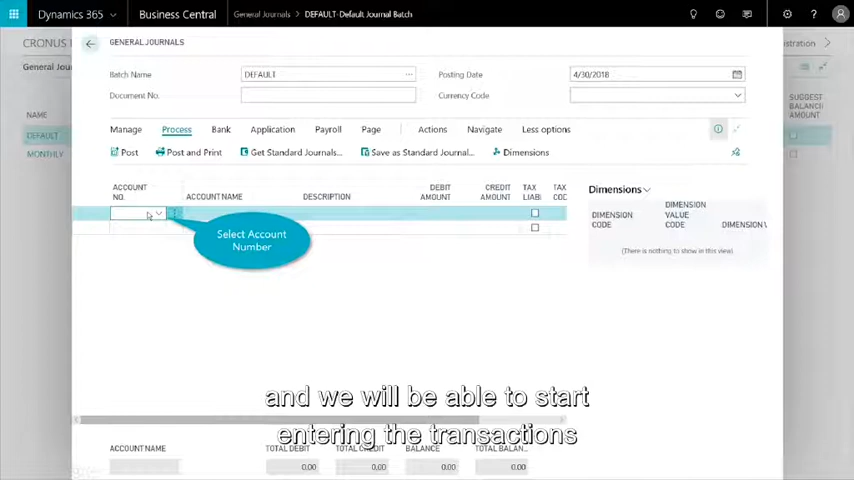 Dynamics 365
Business Central
General Journals
DEFAULT-Default Journal Batch
CRONUS
General Jou
NAME
DEFAULT
MONTHLY
istration
SUGGEST
BALANCING
AMOUNT
GENERAL JOURNALS
Batch Name
DEFAULT
Posting Date
4/30/2018
Document No.
Currency Code
Manage
Process
Bank
Application
Payroll
Page
Actions
Navigate
Less options
Post
Post and Print
Get Standard Journals...
Save as Standard Journal...
Dimensions
ACCOUNT
NO.
ACCOUNT NAME
DESCRIPTION
DEBIT
AMOUNT
CREDIT
AMOUNT
TAX
LIABI
TAX
COD
Select Account
Number
Dimensions
DIMENSION
CODE
DIMENSION
VALUE
CODE
DIMENSION V
(There is nothing to show in this view)
and we will be able to start
entering the transactions
ACCOUNT NAME
TOTAL DEBIT
TOTAL CREDIT
BALANCE
TOTAL BALAN...
0.00
0.00
0.00
0.00